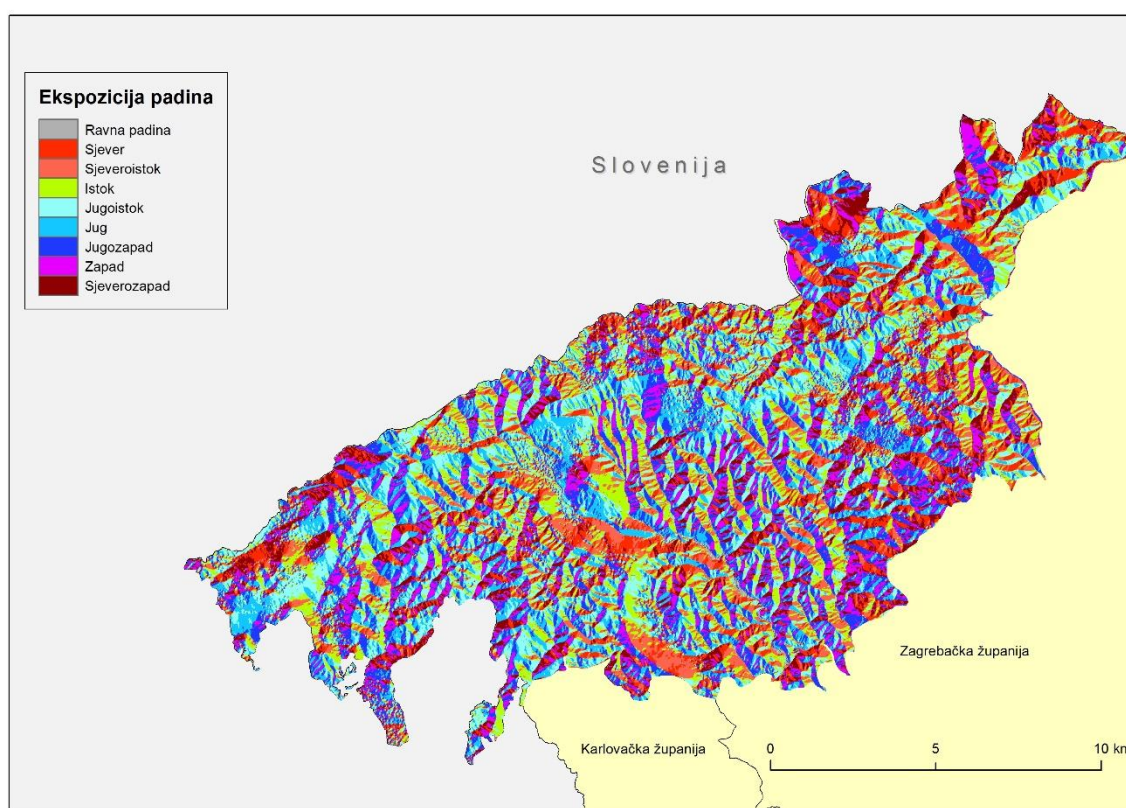 Ekspozicija padina
Ravna padina
Sjever
Sjeveroistok
Istok
Jugoistok
Jug
Jugozapad
Zapad
Sjeverozapad
Slovenija
Zagrebačka županija
Karlovačka županija
0 5 10 km